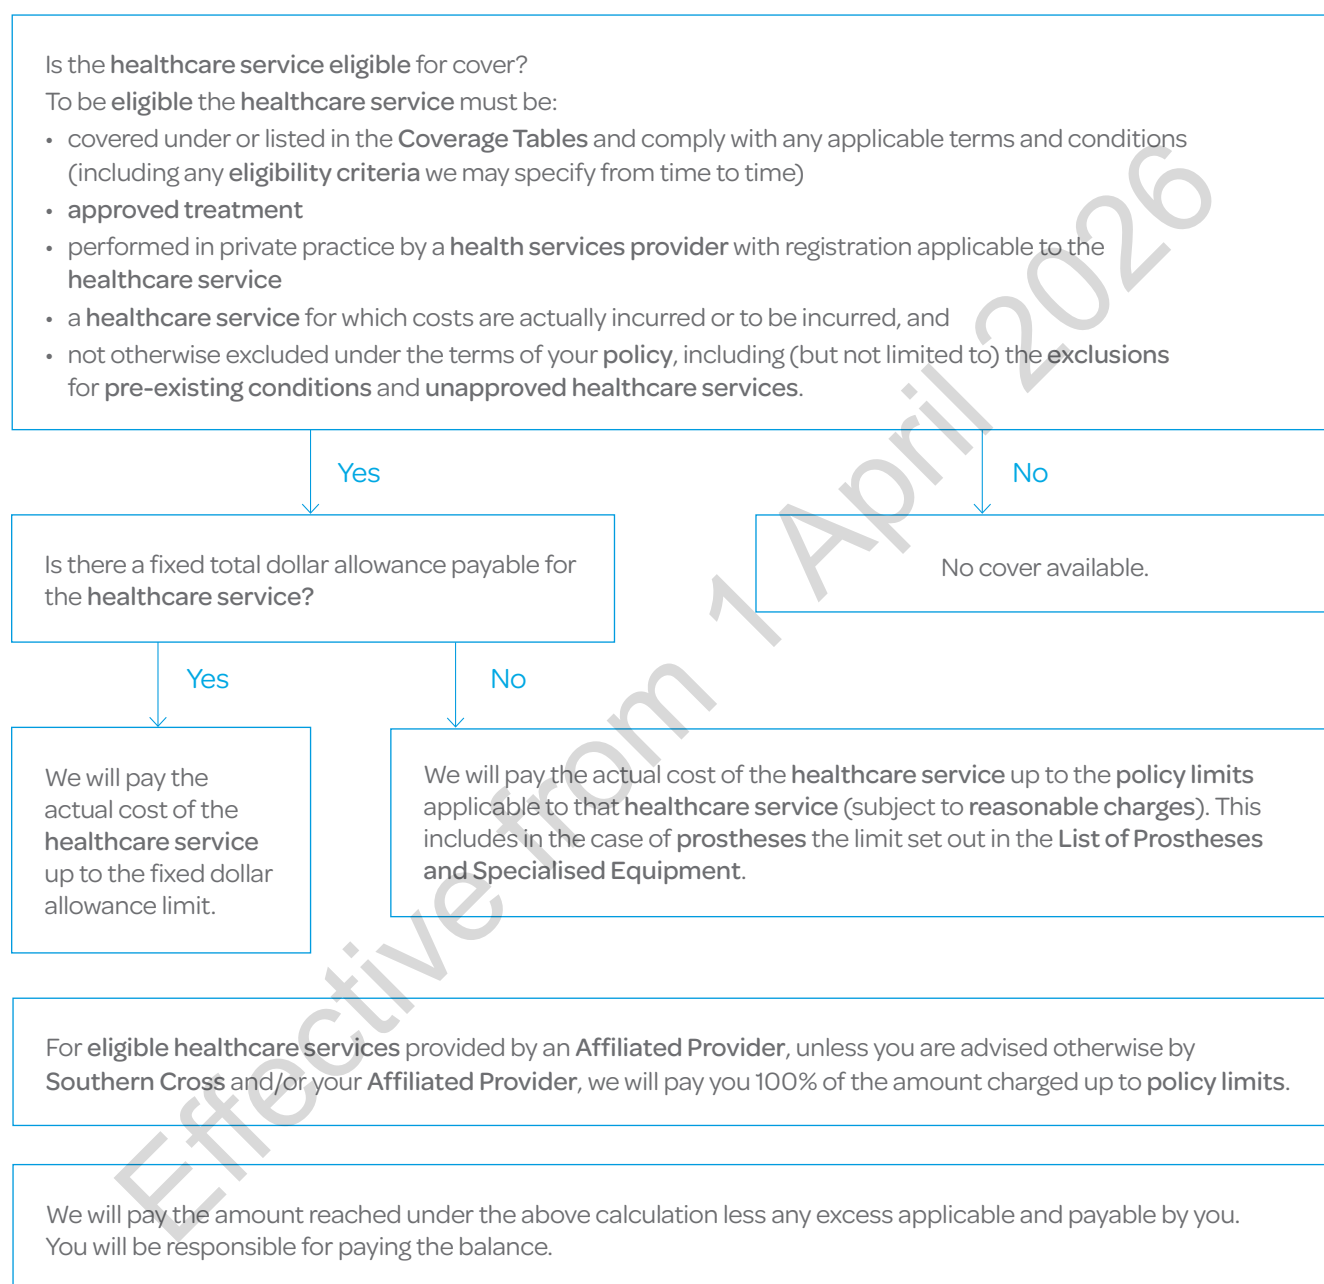 Is the healthcare service eligible for cover?
To be eligible the healthcare service must be:
• covered under or listed in the Coverage Tables and comply with any applicable terms and conditions
(including any eligibility criteria we may specify from time to time)
• approved treatment
• performed in private practice by a health services provider with registration applicable to the
healthcare service
• a healthcare service for which costs are actually incurred or to be incurred, and
• not otherwise excluded under the terms of your policy, including (but not limited to) the exclusions
for pre-existing conditions and unapproved healthcare services.
Yes
No
Is there a fixed total dollar allowance payable for
the healthcare service?
No cover available.
Yes
No
We will pay the
actual cost of the
healthcare service
up to the fixed dollar
allowance limit.
We will pay the actual cost of the healthcare service up to the policy limits
applicable to that healthcare service (subject to reasonable charges). This
includes in the case of prostheses the limit set out in the List of Prostheses
and Specialised Equipment.
For eligible healthcare services provided by an Affiliated Provider, unless you are advised otherwise by
Southern Cross and/or your Affiliated Provider, we will pay you 100% of the amount charged up to policy limits.
We will pay the amount reached under the above calculation less any excess applicable and payable by you.
You will be responsible for paying the balance.
Effective from 1 April 2026